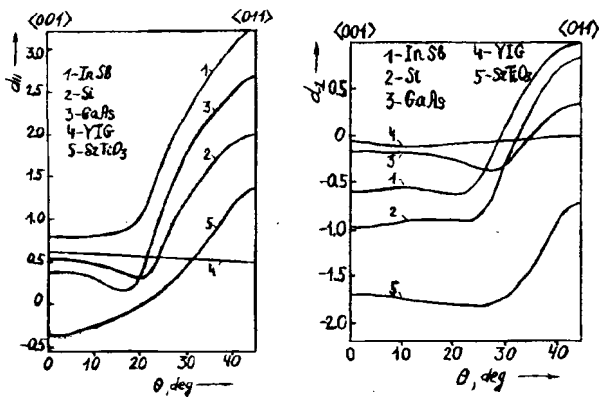 ⟨001⟩ ⟨011⟩
d||
3.0
2.5
2.0
1.5
1.0
0.5
0
-0.5
1-InSb
2-Si
3-GaAs
4-YIG
5-SrTiO3
1
3
2
5
4
0 10 20 30 40
θ, deg
⟨001⟩ ⟨011⟩
d⊥
0.5
0
-0.5
-1.0
-1.5
-2.0
1-InSb 4-YIG
2-Si 5-SrTiO3
3-GaAs
4
3
1
2
5
0 10 20 30 40
θ, deg